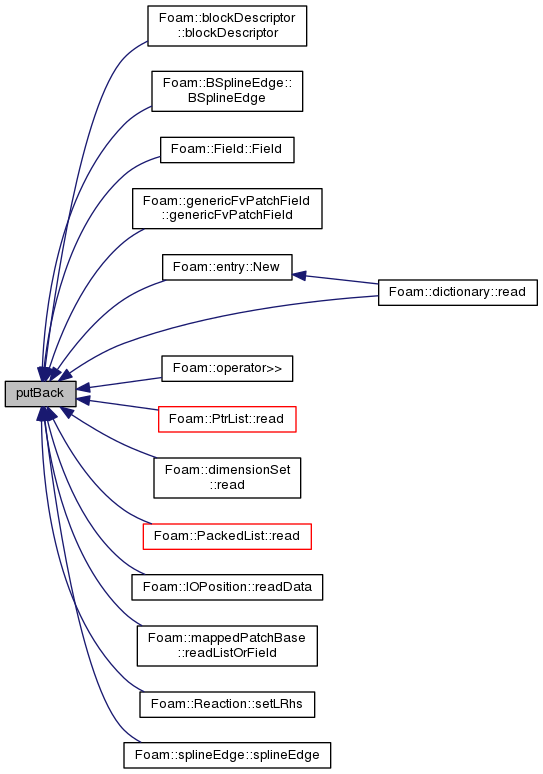 Foam::blockDescriptor
::blockDescriptor
Foam::BSplineEdge::
BSplineEdge
Foam::Field::Field
Foam::genericFvPatchField
::genericFvPatchField
Foam::entry::New
Foam::dictionary::read
Foam::operator>>
putBack
Foam::PtrList::read
Foam::dimensionSet
::read
Foam::PackedList::read
Foam::IOPosition::readData
Foam::mappedPatchBase
::readListOrField
Foam::Reaction::setLRhs
Foam::splineEdge::splineEdge